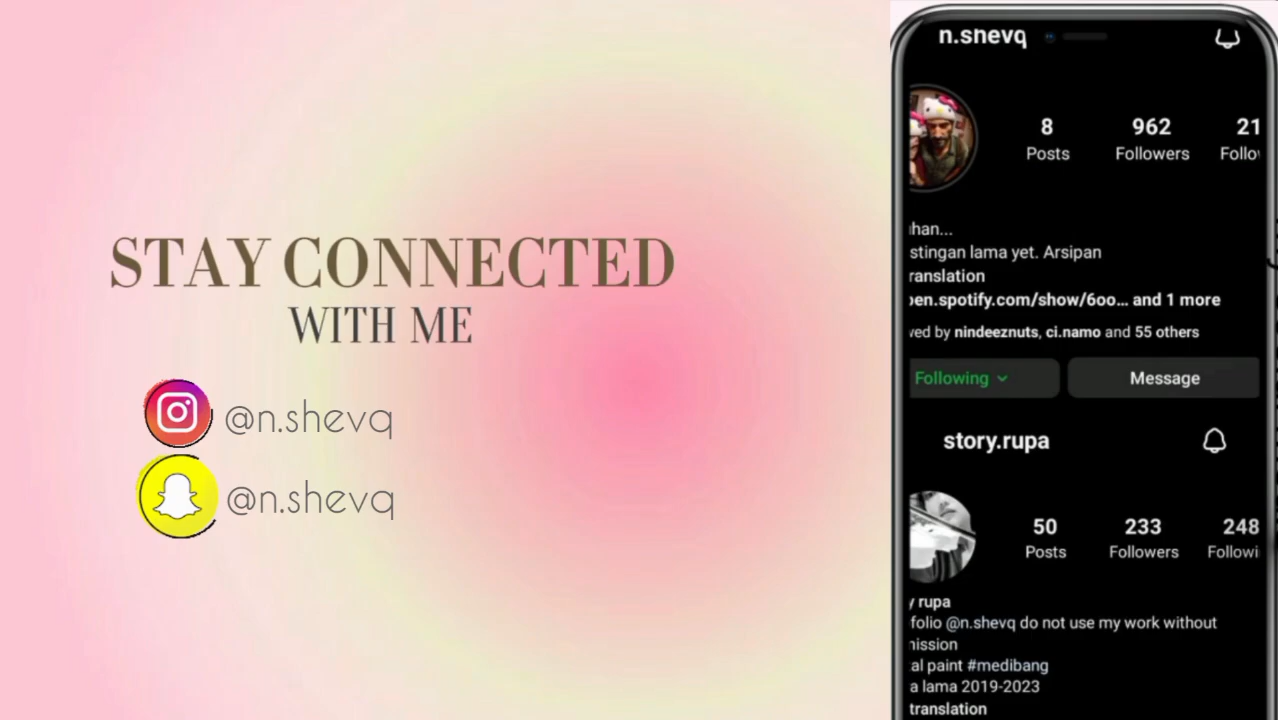 STAY CONNECTED
WITH ME
@n.shevq
@n.shevq
n.shevq
8 962 21
Posts Followers
stingan lama yet. Arsipan
ranslation
pen.spotify.com/show/6oo... and 1 more
by nindeeznuts, ci.namo and 55 others
Following
Message
story.rupa
50 233 248
Posts Followers Followi
y rupa
folio @n.shevq do not use my work without
mission
al paint #medibang
a lama 2019-2023
translation